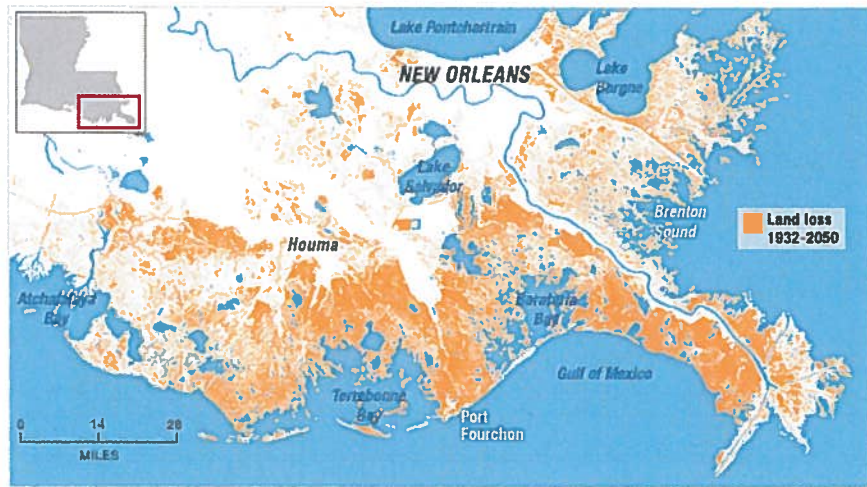 Lake Pontchartrain
NEW ORLEANS
Lake
Borgne
Lake
Salvador
Brenton
Sound
Land loss
1932-2050
Houma
Atchafalaya
Bay
Barataria
Bay
Gulf of Mexico
Terrebonne
Bay
Port
Fourchon
0 14 28
MILES